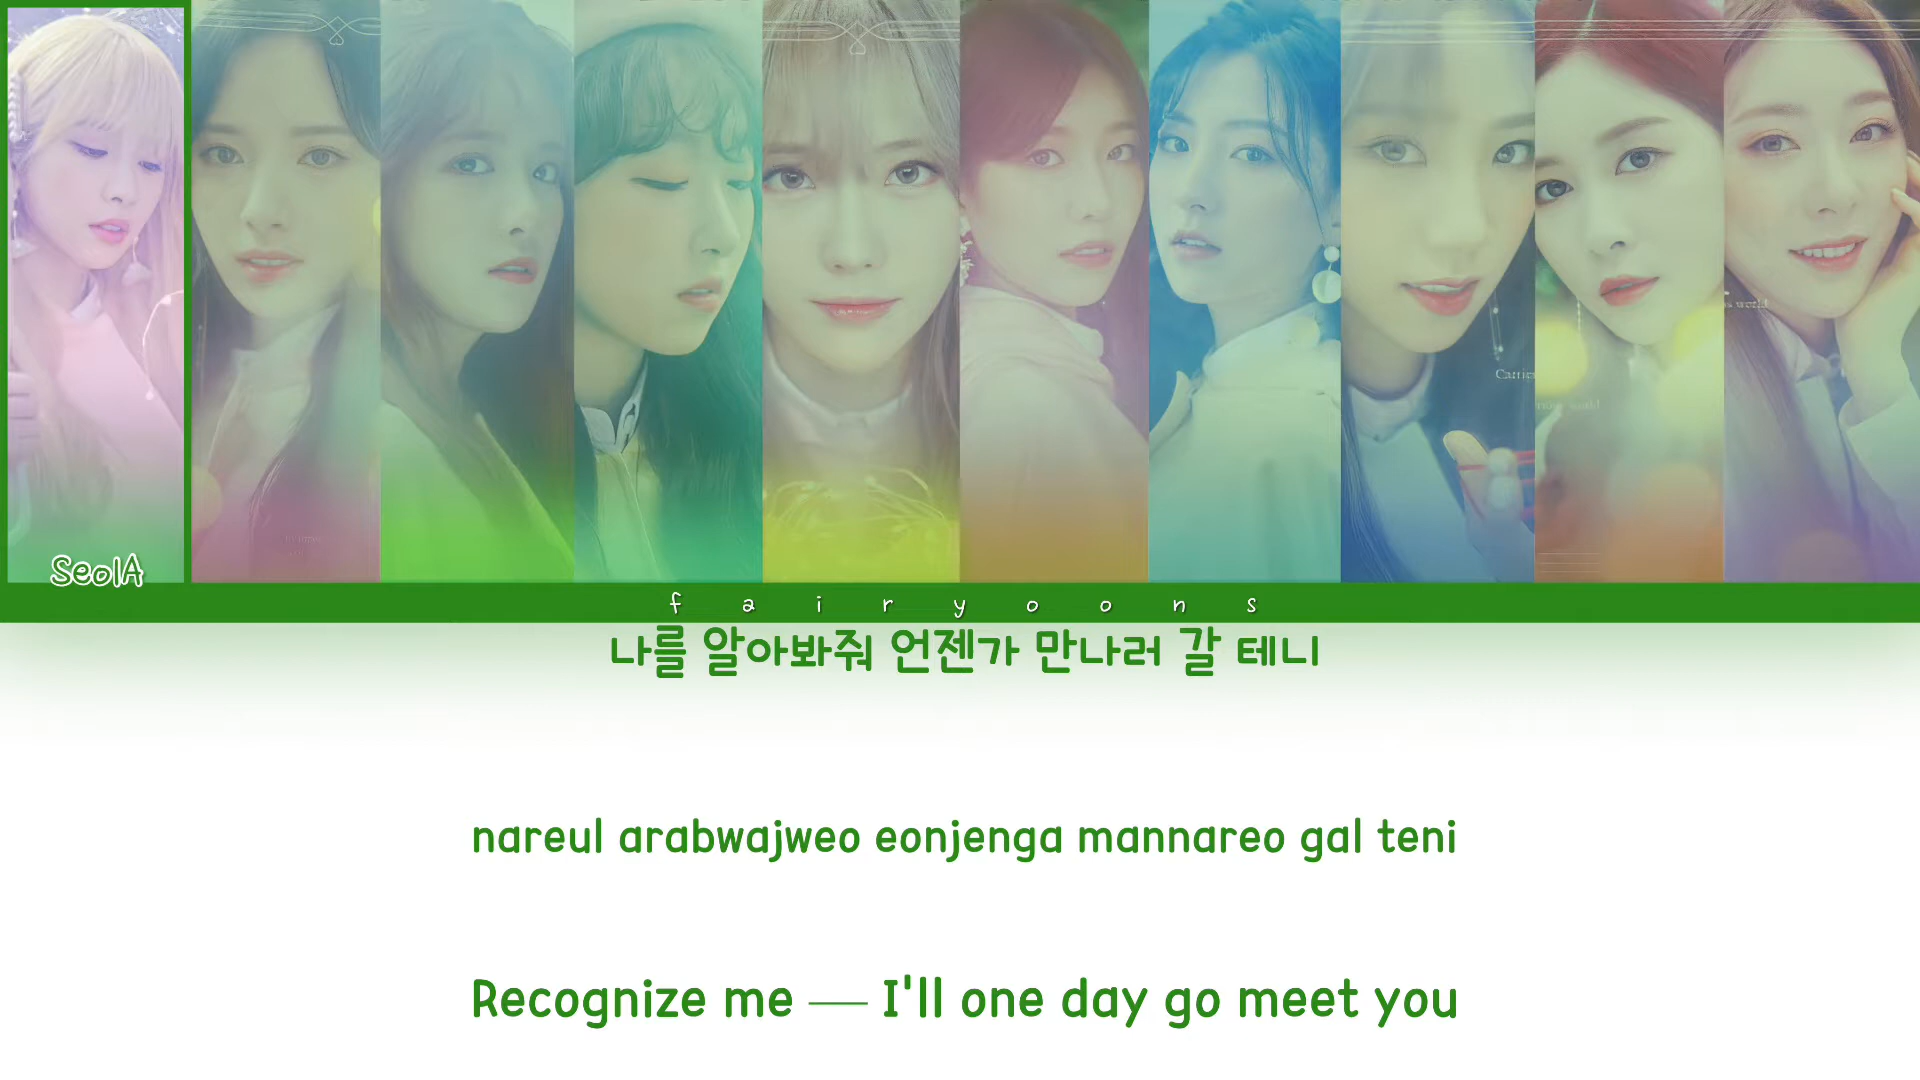 SeolA
fairyoons
나를 알아봐줘 언젠가 만나러 갈 테니
nareul arabwajweo eonjenga mannareo gal teni
Recognize me — I'll one day go meet you